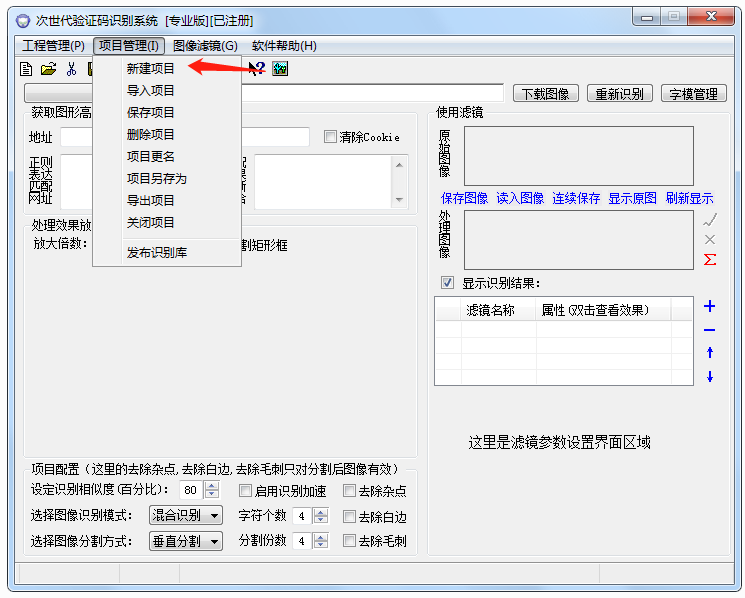 次世代验证码识别系统 [专业版][已注册]
工程管理(P) 项目管理(I) 图像滤镜(G) 软件帮助(H)
新建项目
导入项目
保存项目
删除项目
项目更名
项目另存为
导出项目
关闭项目
发布识别库
下载图像 重新识别 字模管理
获取图形高
地址
清除Cookie
正则
表达
匹配
网址
处理效果放
放大倍数:
割矩形框
使用滤镜
原始图像
保存图像 读入图像 连续保存 显示原图 刷新显示
处理图像
显示识别结果:
滤镜名称 属性(双击查看效果)
这里是滤镜参数设置界面区域
项目配置（这里的去除杂点,去除白边,去除毛刺只对分割后图像有效）
设定识别相似度(百分比): 80 启用识别加速 去除杂点
选择图像识别模式: 混合识别 字符个数 4 去除白边
选择图像分割方式: 垂直分割 分割份数 4 去除毛刺